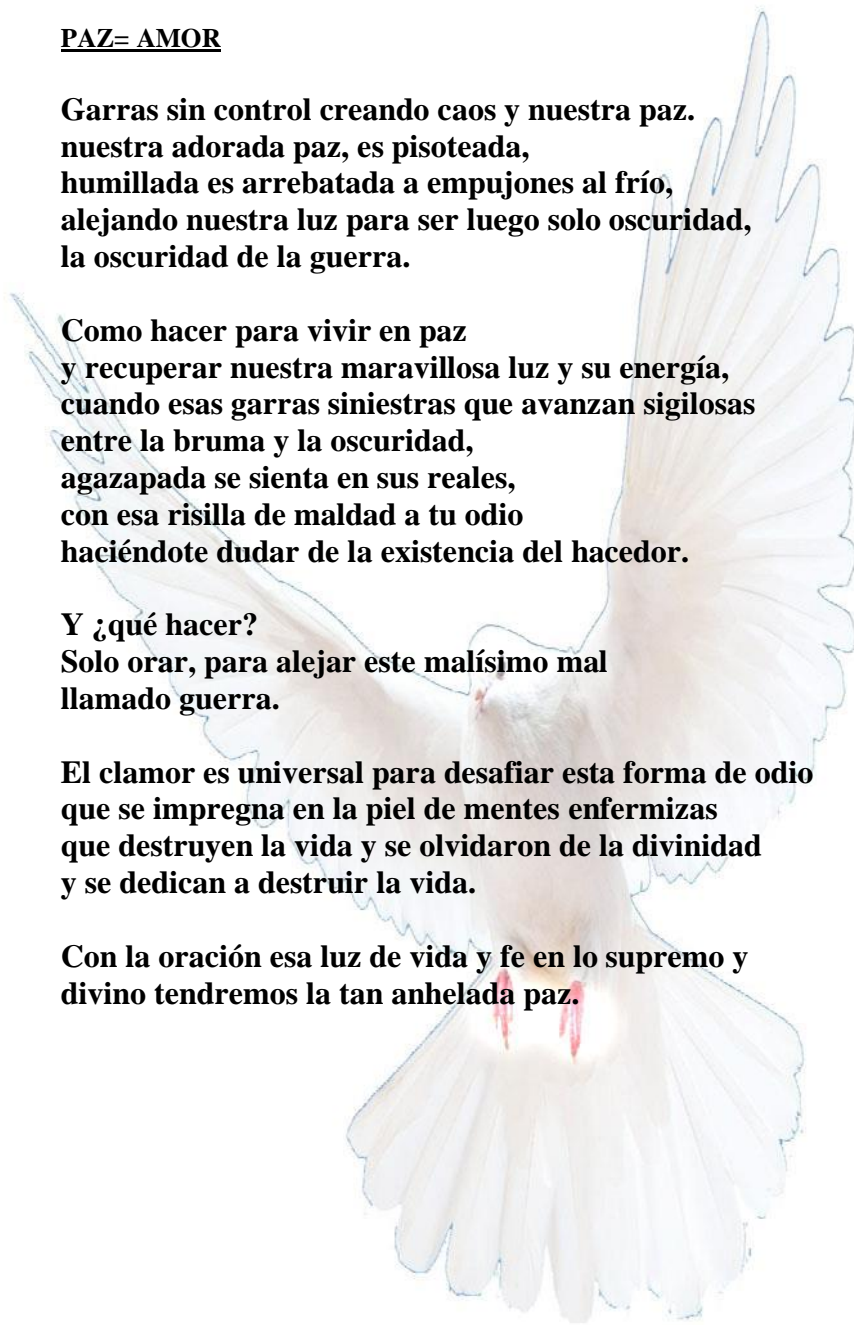 PAZ= AMOR
Garras sin control creando caos y nuestra paz.
nuestra adorada paz, es pisoteada,
humillada es arrebatada a empujones al frío,
alejando nuestra luz para ser luego solo oscuridad,
la oscuridad de la guerra.
Como hacer para vivir en paz
y recuperar nuestra maravillosa luz y su energía,
cuando esas garras siniestras que avanzan sigilosas
entre la bruma y la oscuridad,
agazapada se sienta en sus reales,
con esa risilla de maldad a tu odio
haciéndote dudar de la existencia del hacedor.
Y ¿qué hacer?
Solo orar, para alejar este malísimo mal
llamado guerra.
El clamor es universal para desafiar esta forma de odio
que se impregna en la piel de mentes enfermizas
que destruyen la vida y se olvidaron de la divinidad
y se dedican a destruir la vida.
Con la oración esa luz de vida y fe en lo supremo y
divino tendremos la tan anhelada paz.